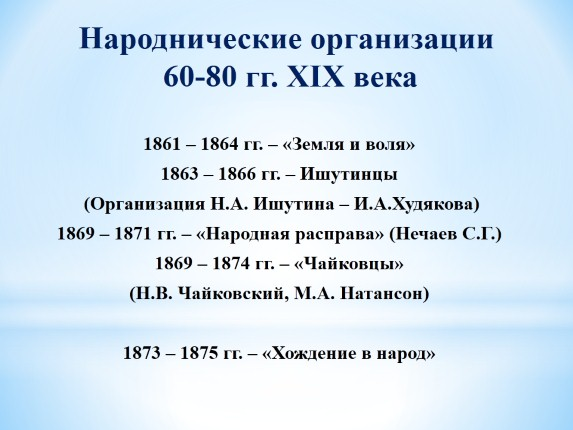 Народнические организации
60-80 гг. XIX века
1861 – 1864 гг. – «Земля и воля»
1863 – 1866 гг. – Ишутинцы
(Организация Н.А. Ишутина – И.А.Худякова)
1869 – 1871 гг. – «Народная расправа» (Нечаев С.Г.)
1869 – 1874 гг. – «Чайковцы»
(Н.В. Чайковский, М.А. Натансон)
1873 – 1875 гг. – «Хождение в народ»